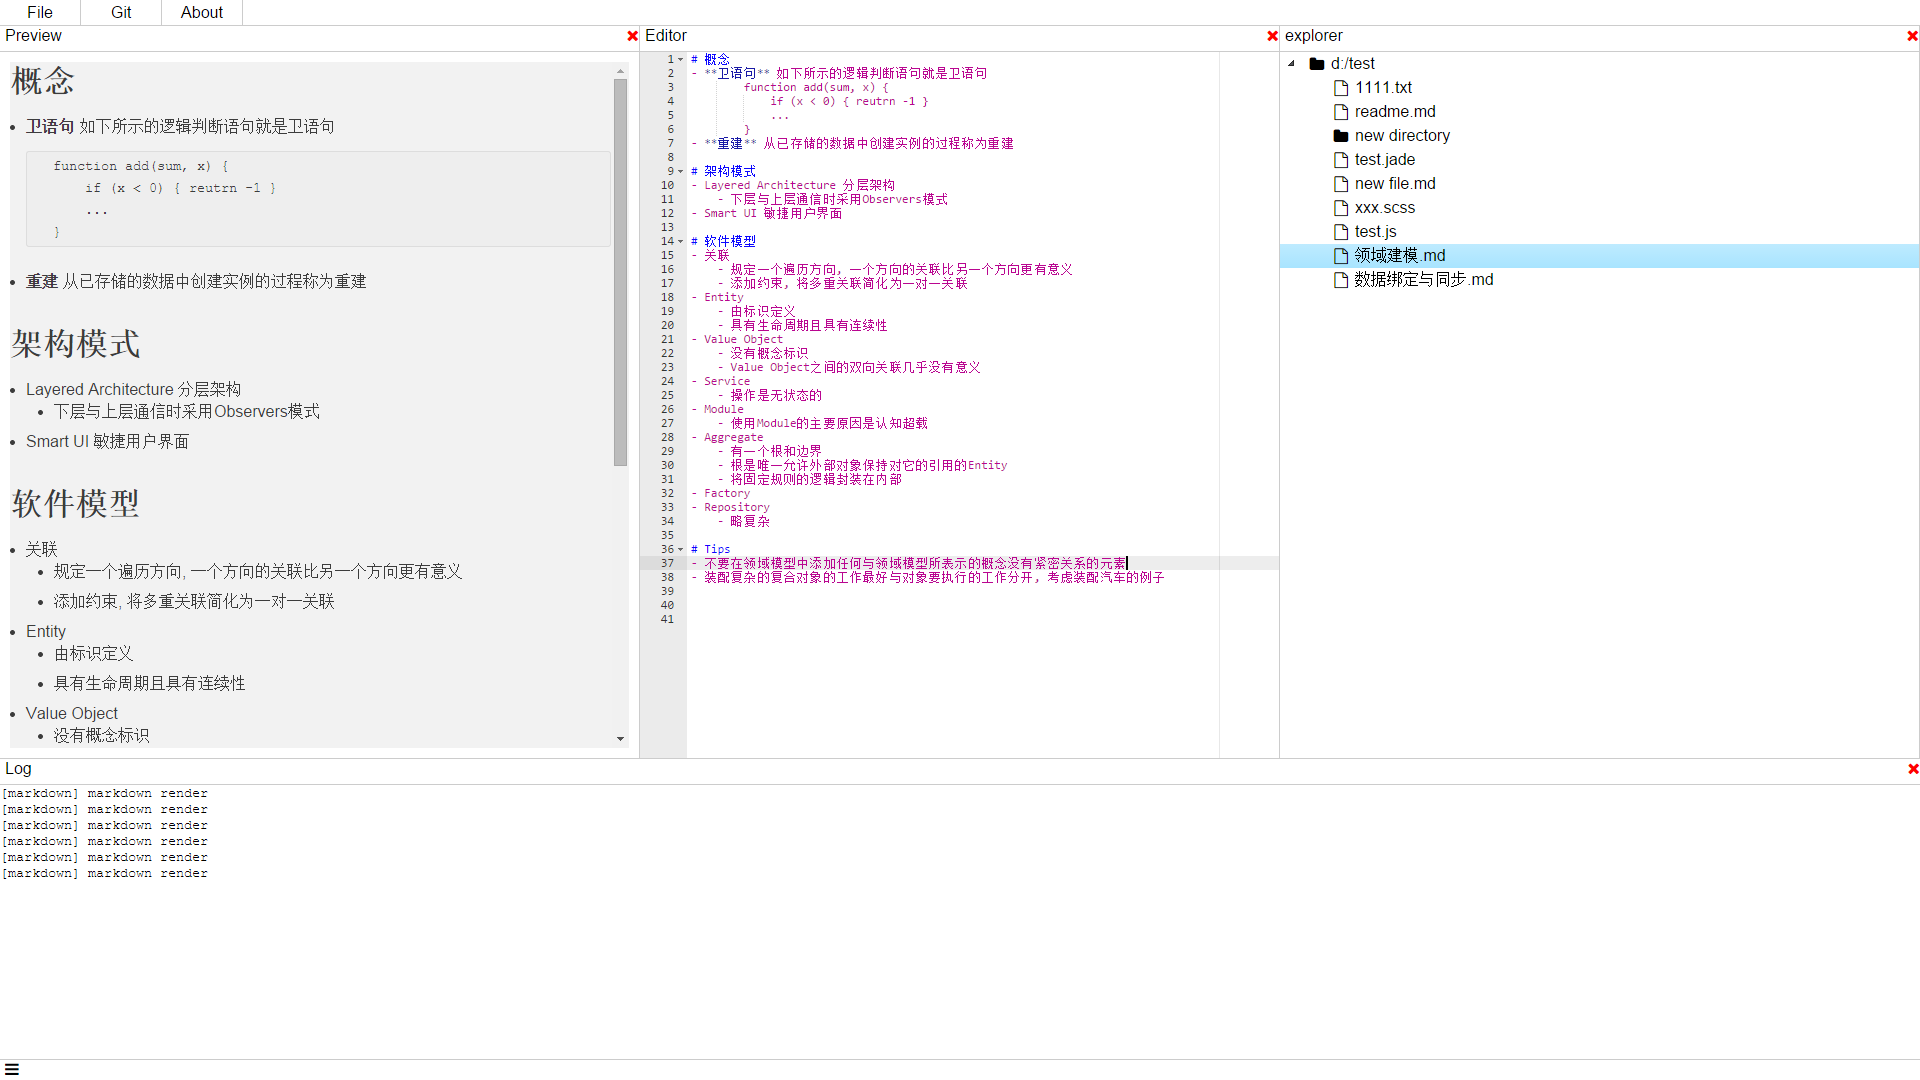 File Git About
Preview
概念
卫语句 如下所示的逻辑判断语句就是卫语句
function add(sum, x) {
if (x < 0) { reutrn -1 }
...
}
重建 从已存储的数据中创建实例的过程称为重建
架构模式
Layered Architecture 分层架构
下层与上层通信时采用Observers模式
Smart UI 敏捷用户界面
软件模型
关联
规定一个遍历方向, 一个方向的关联比另一个方向更有意义
添加约束, 将多重关联简化为一对一关联
Entity
由标识定义
具有生命周期且具有连续性
Value Object
没有概念标识
Editor
1 # 概念
2 - **卫语句** 如下所示的逻辑判断语句就是卫语句
3 function add(sum, x) {
4 if (x < 0) { reutrn -1 }
5 ...
6 }
7 - **重建** 从已存储的数据中创建实例的过程称为重建
8
9 # 架构模式
10 - Layered Architecture 分层架构
11 - 下层与上层通信时采用Observers模式
12 - Smart UI 敏捷用户界面
13
14 # 软件模型
15 - 关联
16 - 规定一个遍历方向, 一个方向的关联比另一个方向更有意义
17 - 添加约束, 将多重关联简化为一对一关联
18 - Entity
19 - 由标识定义
20 - 具有生命周期且具有连续性
21 - Value Object
22 - 没有概念标识
23 - Value Object之间的双向关联几乎没有意义
24 - Service
25 - 操作是无状态的
26 - Module
27 - 使用Module的主要原因是认知超载
28 - Aggregate
29 - 有一个根和边界
30 - 根是唯一允许外部对象保持对它的引用的Entity
31 - 将固定规则的逻辑封装在内部
32 - Factory
33 - Repository
34 - 略复杂
35
36 # Tips
37 - 不要在领域模型中添加任何与领域模型所表示的概念没有紧密关系的元素
38 - 装配复杂的复合对象的工作最好与对象要执行的工作分开, 考虑装配汽车的例子
39
40
41
explorer
d:/test
1111.txt
readme.md
new directory
test.jade
new file.md
xxx.scss
test.js
领域建模.md
数据绑定与同步.md
Log
[markdown] markdown render
[markdown] markdown render
[markdown] markdown render
[markdown] markdown render
[markdown] markdown render
[markdown] markdown render